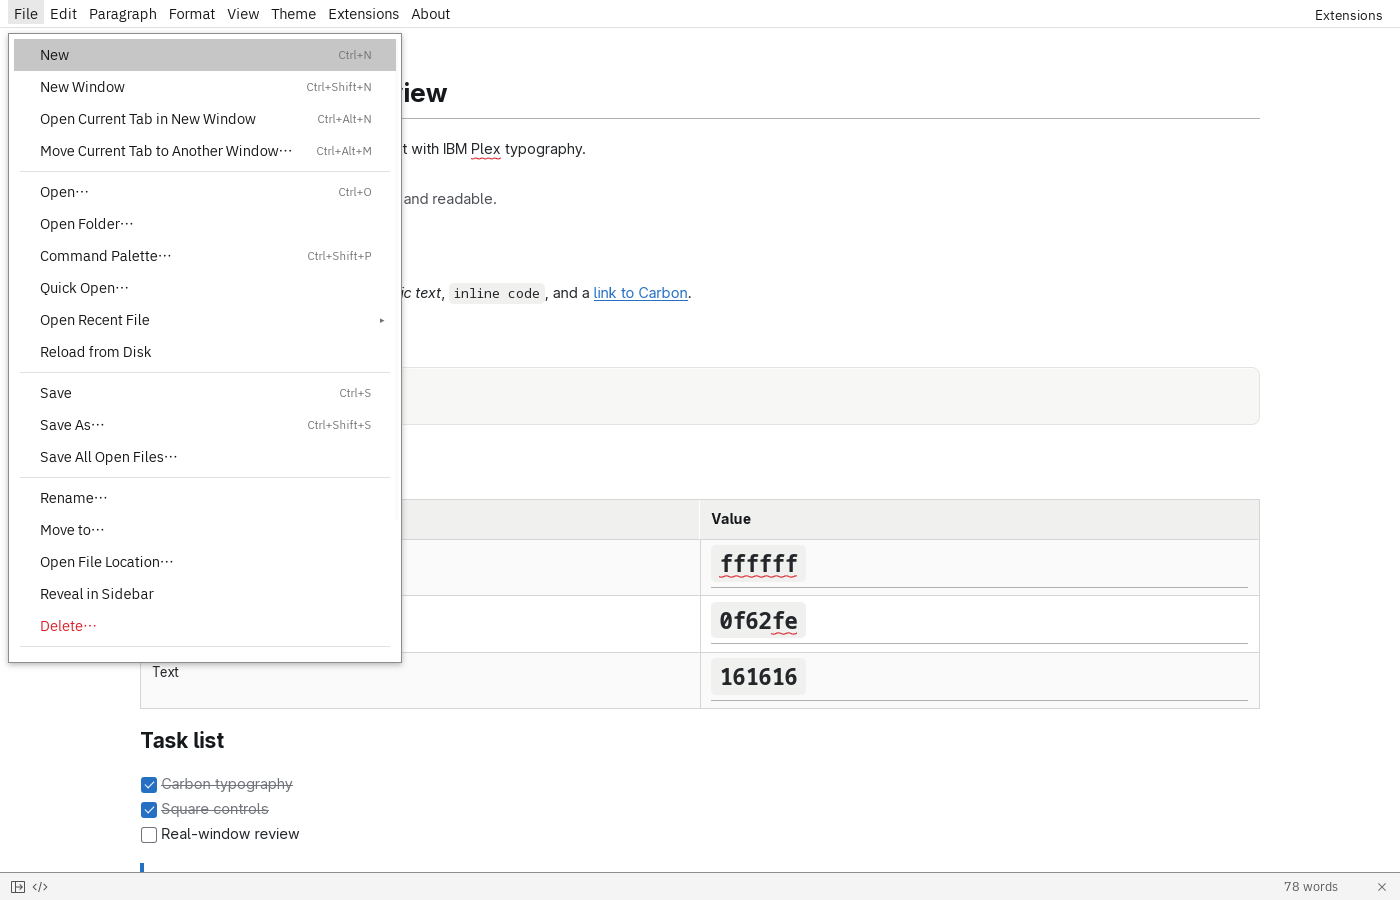 File Edit Paragraph Format View Theme Extensions About Extensions
New Ctrl+N
New Window Ctrl+Shift+N
Open Current Tab in New Window Ctrl+Alt+N
Move Current Tab to Another Window··· Ctrl+Alt+M
Open··· Ctrl+O
Open Folder···
Command Palette··· Ctrl+Shift+P
Quick Open···
Open Recent File
Reload from Disk
Save Ctrl+S
Save As··· Ctrl+Shift+S
Save All Open Files···
Rename···
Move to···
Open File Location···
Reveal in Sidebar
Delete···
with IBM Plex typography.
and readable.
text, inline code, and a link to Carbon.
Value
ffffff
0f62fe
Text 161616
Task list
Carbon typography
Square controls
Real-window review
78 words